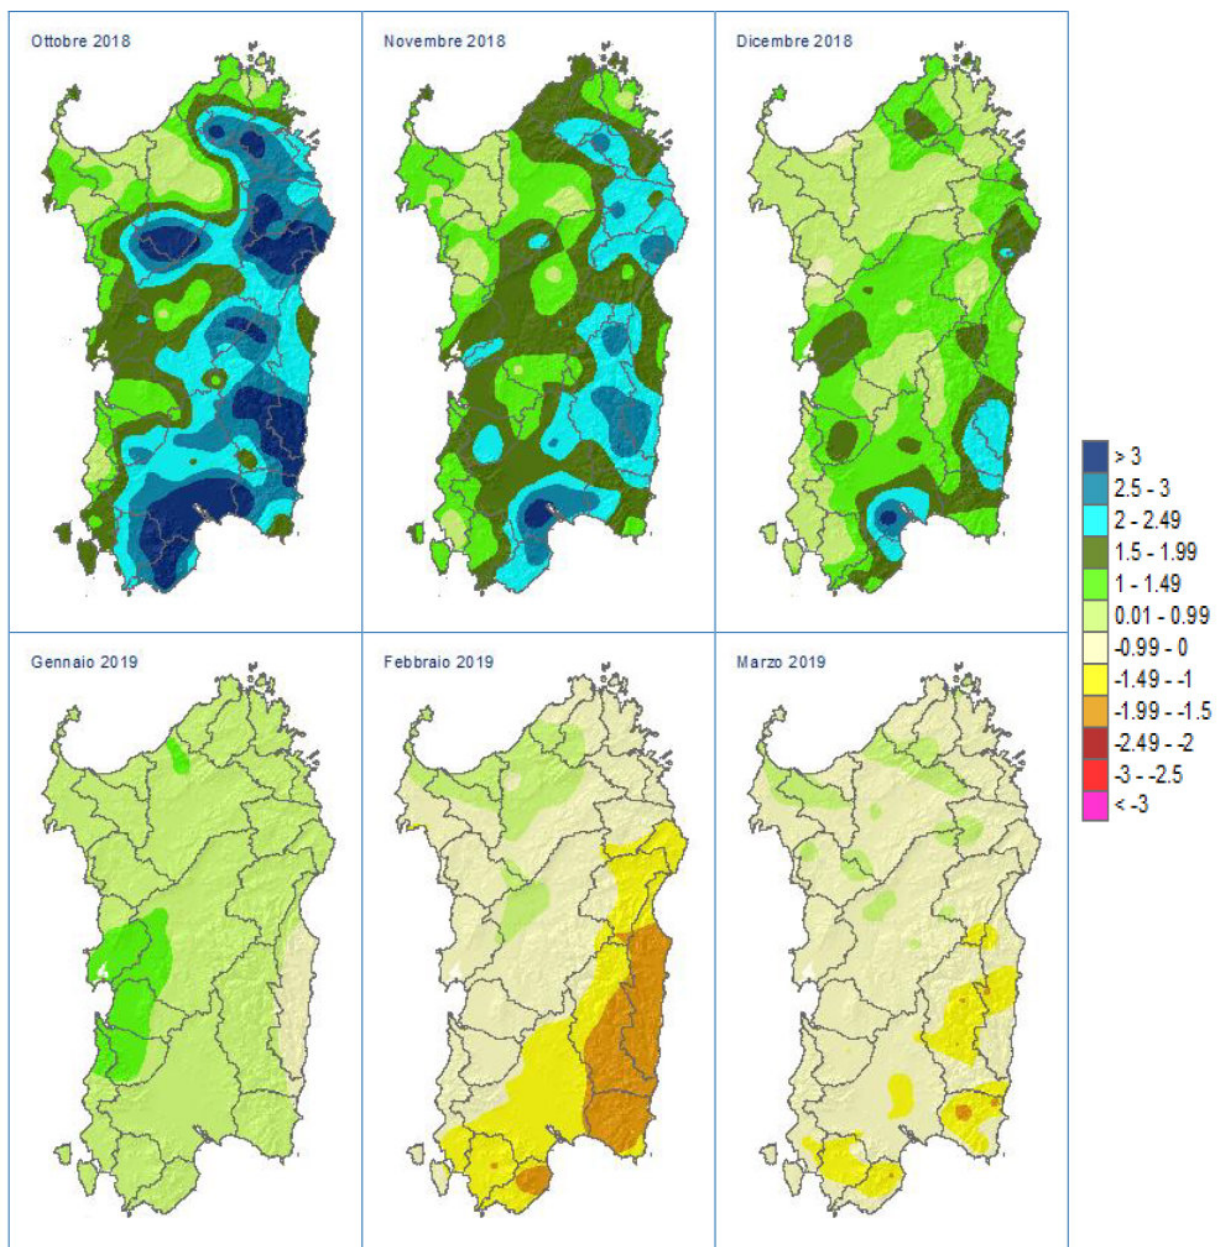 Ottobre 2018
Novembre 2018
Dicembre 2018
> 3
2.5 - 3
2 - 2.49
1.5 - 1.99
1 - 1.49
0.01 - 0.99
-0.99 - 0
-1.49 - -1
-1.99 - -1.5
-2.49 - -2
-3 - -2.5
< -3
Gennaio 2019
Febbraio 2019
Marzo 2019